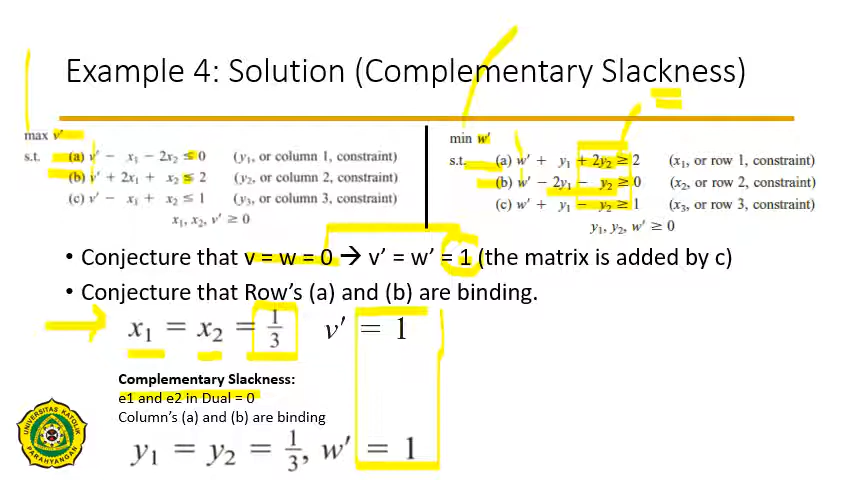 Example 4: Solution (Complementary Slackness)
max v′
s.t. (a) v′ − x₁ − 2x₂ ≤ 0 (y₁, or column 1, constraint)
(b) v′ + 2x₁ + x₂ ≤ 2 (y₂, or column 2, constraint)
(c) v′ − x₁ + x₂ ≤ 1 (y₃, or column 3, constraint)
x₁, x₂, v′ ≥ 0
min w′
s.t. (a) w′ + y₁ + 2y₂ ≥ 2 (x₁, or row 1, constraint)
(b) w′ − 2y₁ − y₂ ≥ 0 (x₂, or row 2, constraint)
(c) w′ + y₁ − y₂ ≥ 1 (x₃, or row 3, constraint)
y₁, y₂, w′ ≥ 0
• Conjecture that v = w = 0 → v’ = w’ = 1 (the matrix is added by c)
• Conjecture that Row’s (a) and (b) are binding.
x₁ = x₂ = 1/3 v′ = 1
Complementary Slackness:
e1 and e2 in Dual = 0
Column’s (a) and (b) are binding
y₁ = y₂ = 1/3, w′ = 1
UNIVERSITAS KATOLIK
PARAHYANGAN